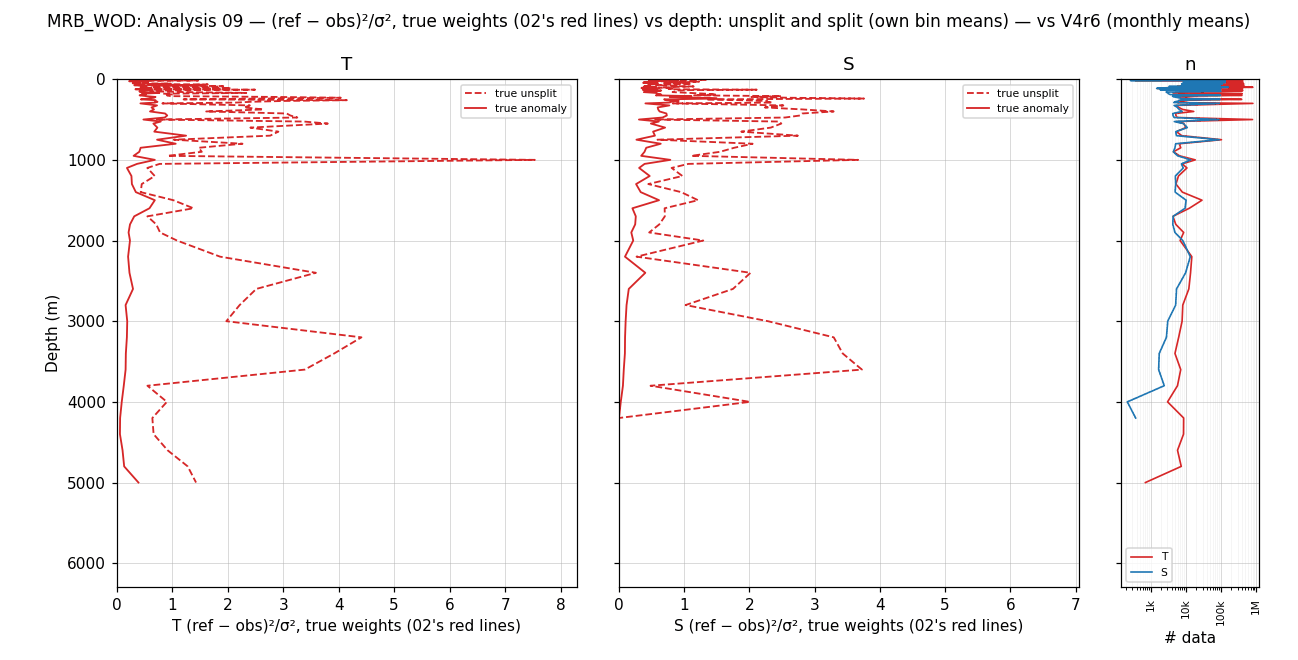 MRB_WOD: Analysis 09 — (ref − obs)²/σ², true weights (02's red lines) vs depth: unsplit and split (own bin means) — vs V4r6 (monthly means)
T
S
n
true unsplit
true anomaly
true unsplit
true anomaly
0
1000
2000
3000
4000
5000
6000
Depth (m)
0 1 2 3 4 5 6 7 8
T (ref − obs)²/σ², true weights (02's red lines)
0 1 2 3 4 5 6 7
S (ref − obs)²/σ², true weights (02's red lines)
T
S
1k 10k 100k 1M
# data